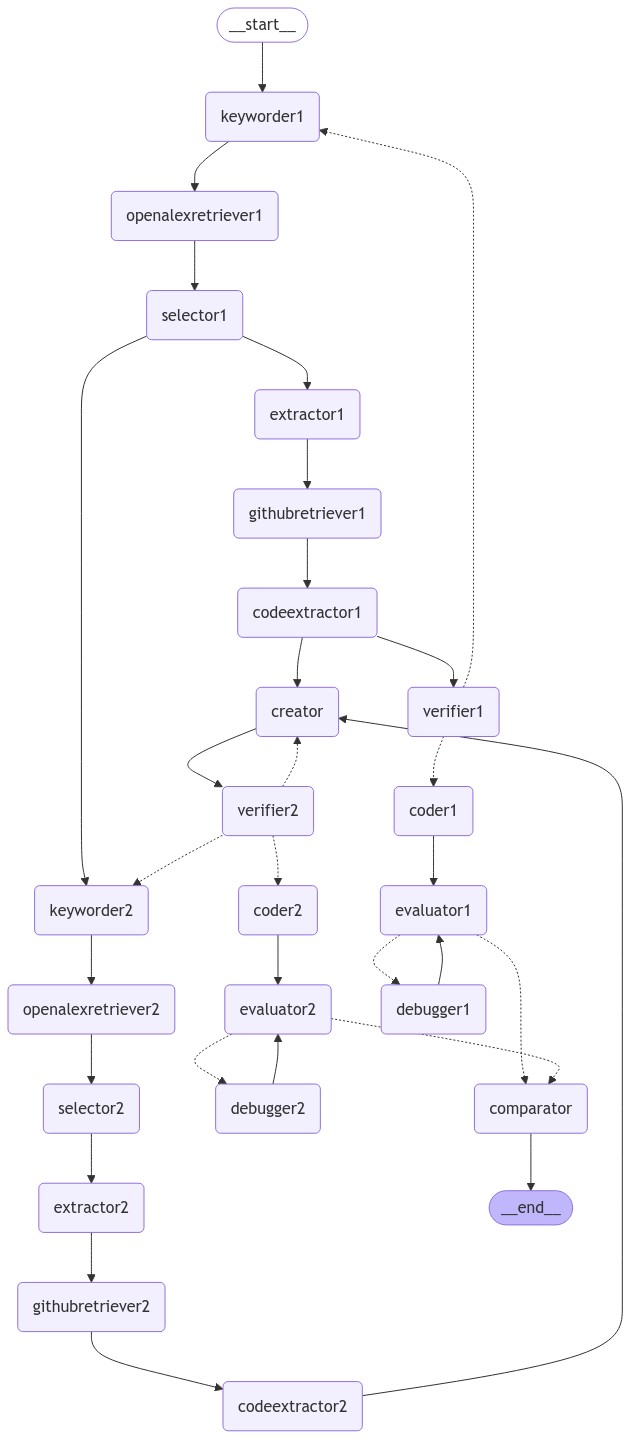 __start__
keyworder1
openalexretriever1
selector1
extractor1
githubretriever1
codeextractor1
creator
verifier1
verifier2
coder1
keyworder2
coder2
evaluator1
openalexretriever2
evaluator2
debugger1
selector2
debugger2
comparator
extractor2
__end__
githubretriever2
codeextractor2